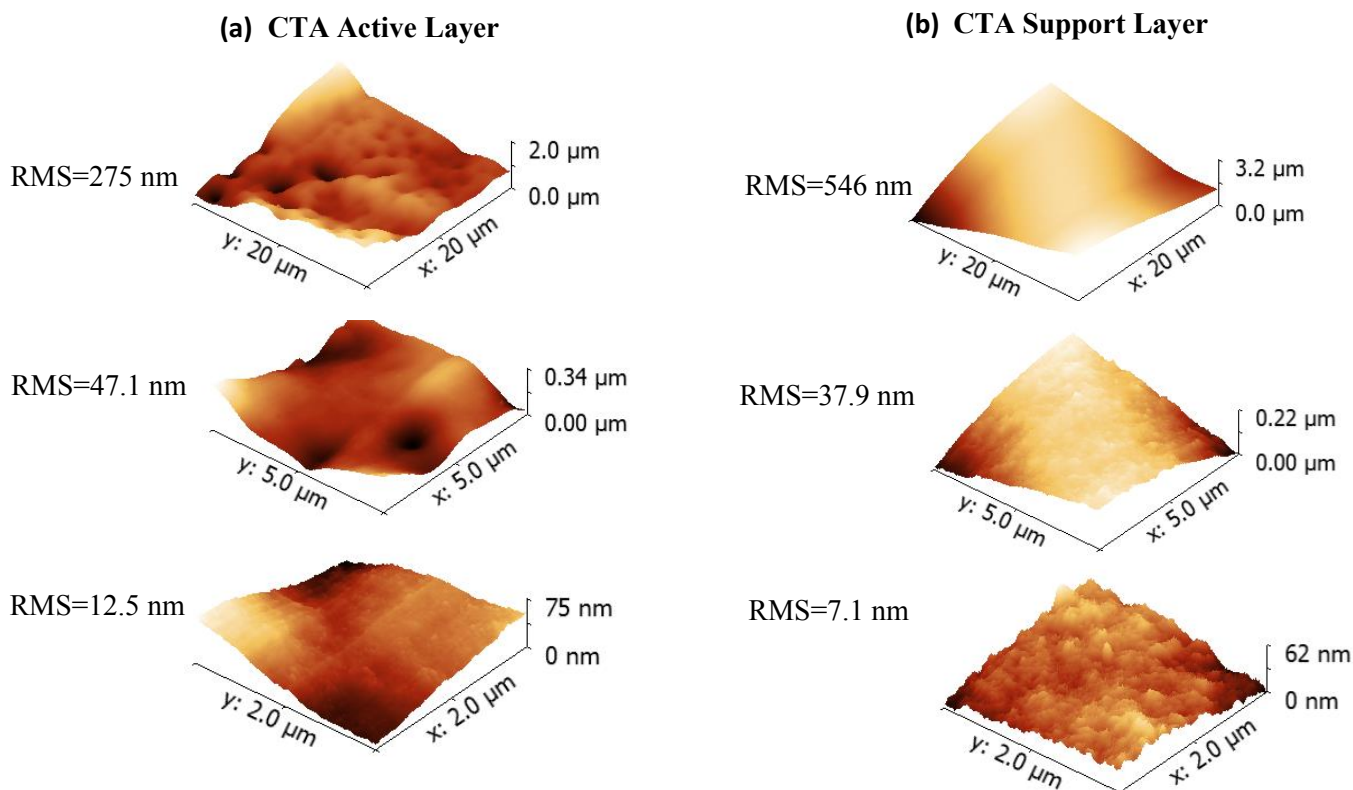 (a) CTA Active Layer
RMS=275 nm
2.0 µm
0.0 µm
y: 20 µm
x: 20 µm
RMS=47.1 nm
0.34 µm
0.00 µm
y: 5.0 µm
x: 5.0 µm
RMS=12.5 nm
75 nm
0 nm
y: 2.0 µm
x: 2.0 µm
(b) CTA Support Layer
RMS=546 nm
3.2 µm
0.0 µm
y: 20 µm
x: 20 µm
RMS=37.9 nm
0.22 µm
0.00 µm
y: 5.0 µm
x: 5.0 µm
RMS=7.1 nm
62 nm
0 nm
y: 2.0 µm
x: 2.0 µm